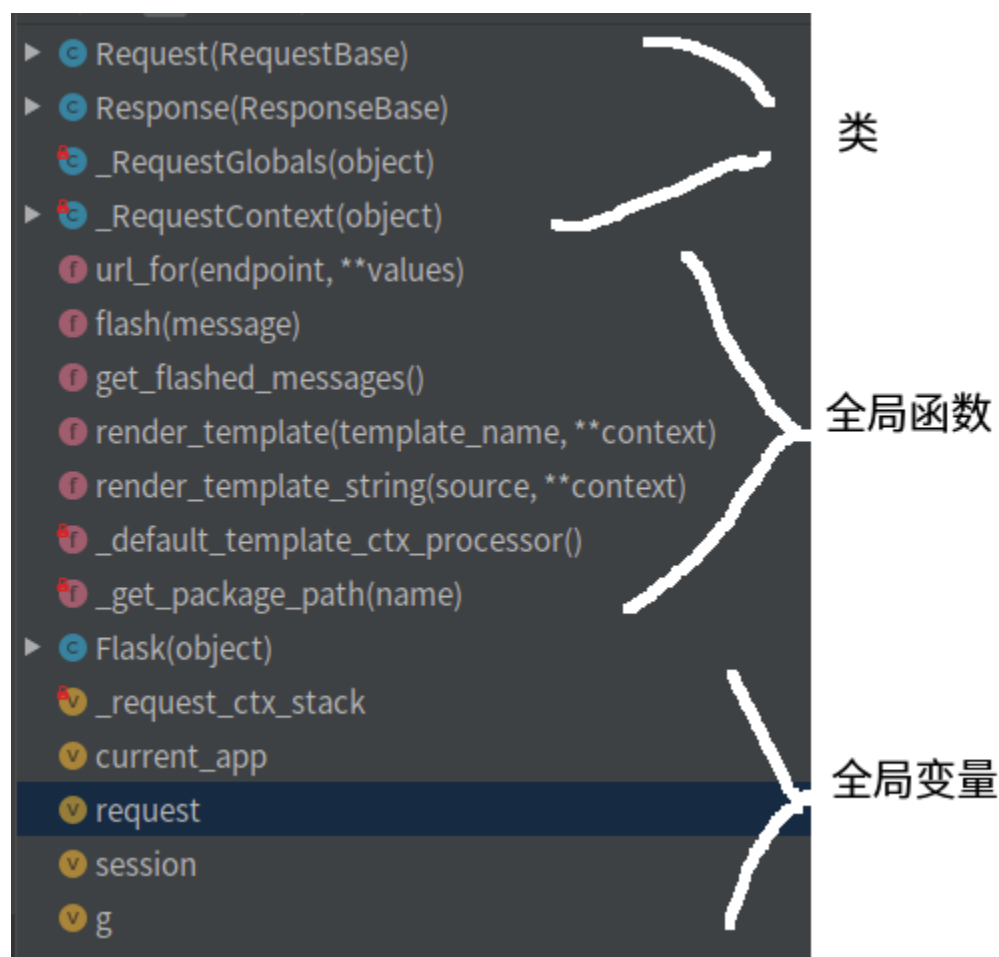 Request(RequestBase)
Response(ResponseBase)
类
_RequestGlobals(object)
_RequestContext(object)
url_for(endpoint, **values)
flash(message)
get_flashed_messages()
全局函数
render_template(template_name, **context)
render_template_string(source, **context)
_default_template_ctx_processor()
_get_package_path(name)
Flask(object)
_request_ctx_stack
current_app
全局变量
request
session
g